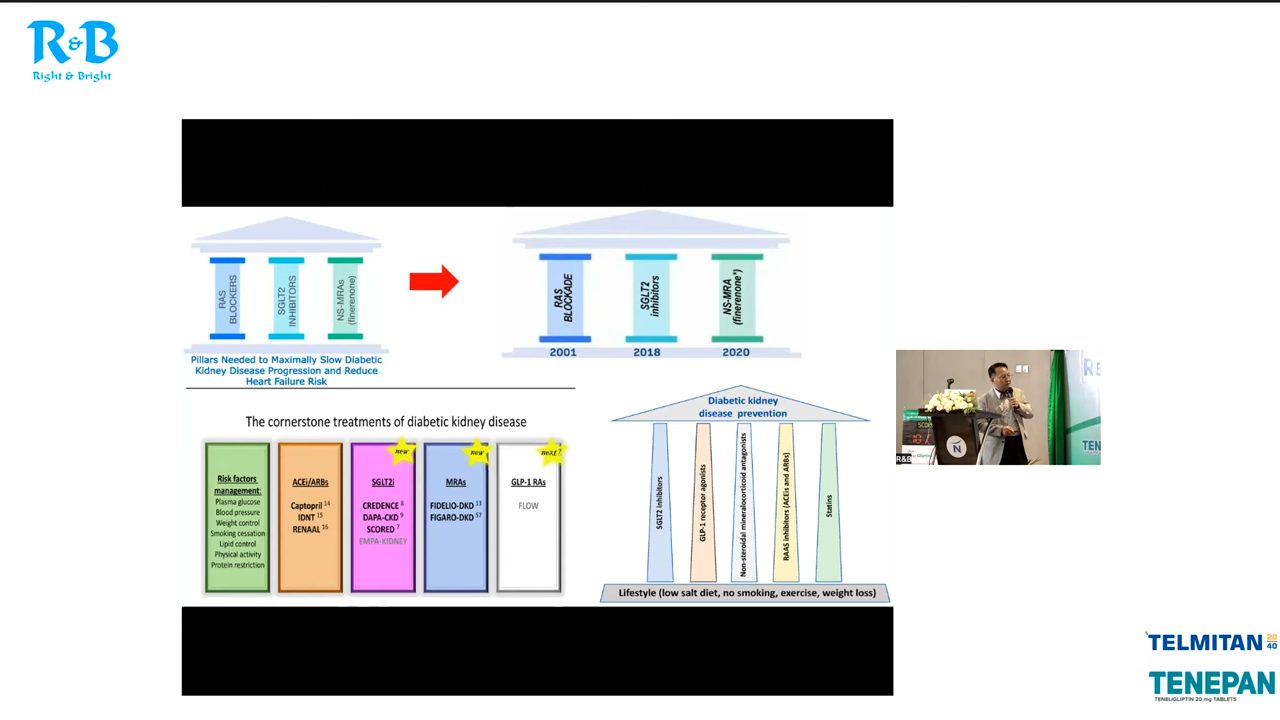 R&B
Right & Bright
RAS
BLOCKERS
SGLT2
INHIBITORS
NS-MRAs
(finerenone)
Pillars Needed to Maximally Slow Diabetic
Kidney Disease Progression and Reduce
Heart Failure Risk
RAS
BLOCKADE
SGLT2
inhibitors
NS-MRA
(finerenone*)
2001
2018
2020
The cornerstone treatments of diabetic kidney disease
Risk factors
management:
Plasma glucose
Blood pressure
Weight control
Smoking cessation
Lipid control
Physical activity
Protein restriction
ACEi/ARBs
Captopril 14
IDNT 15
RENAAL 16
new
SGLT2i
CREDENCE 8
DAPA-CKD 9
SCORED 7
EMPA-KIDNEY
new
MRAs
FIDELIO-DKD 13
FIGARO-DKD 57
next?
GLP-1 RAs
FLOW
Diabetic kidney
disease prevention
SGLT2 inhibitors
GLP-1 receptor agonists
Non-steroidal mineralocorticoid antagonists
RAAS inhibitors (ACEis and ARBs)
Statins
Lifestyle (low salt diet, no smoking, exercise, weight loss)
R&B
TELMITAN 20
40
TENEPAN
TENELIGLIPTIN 20 mg TABLETS